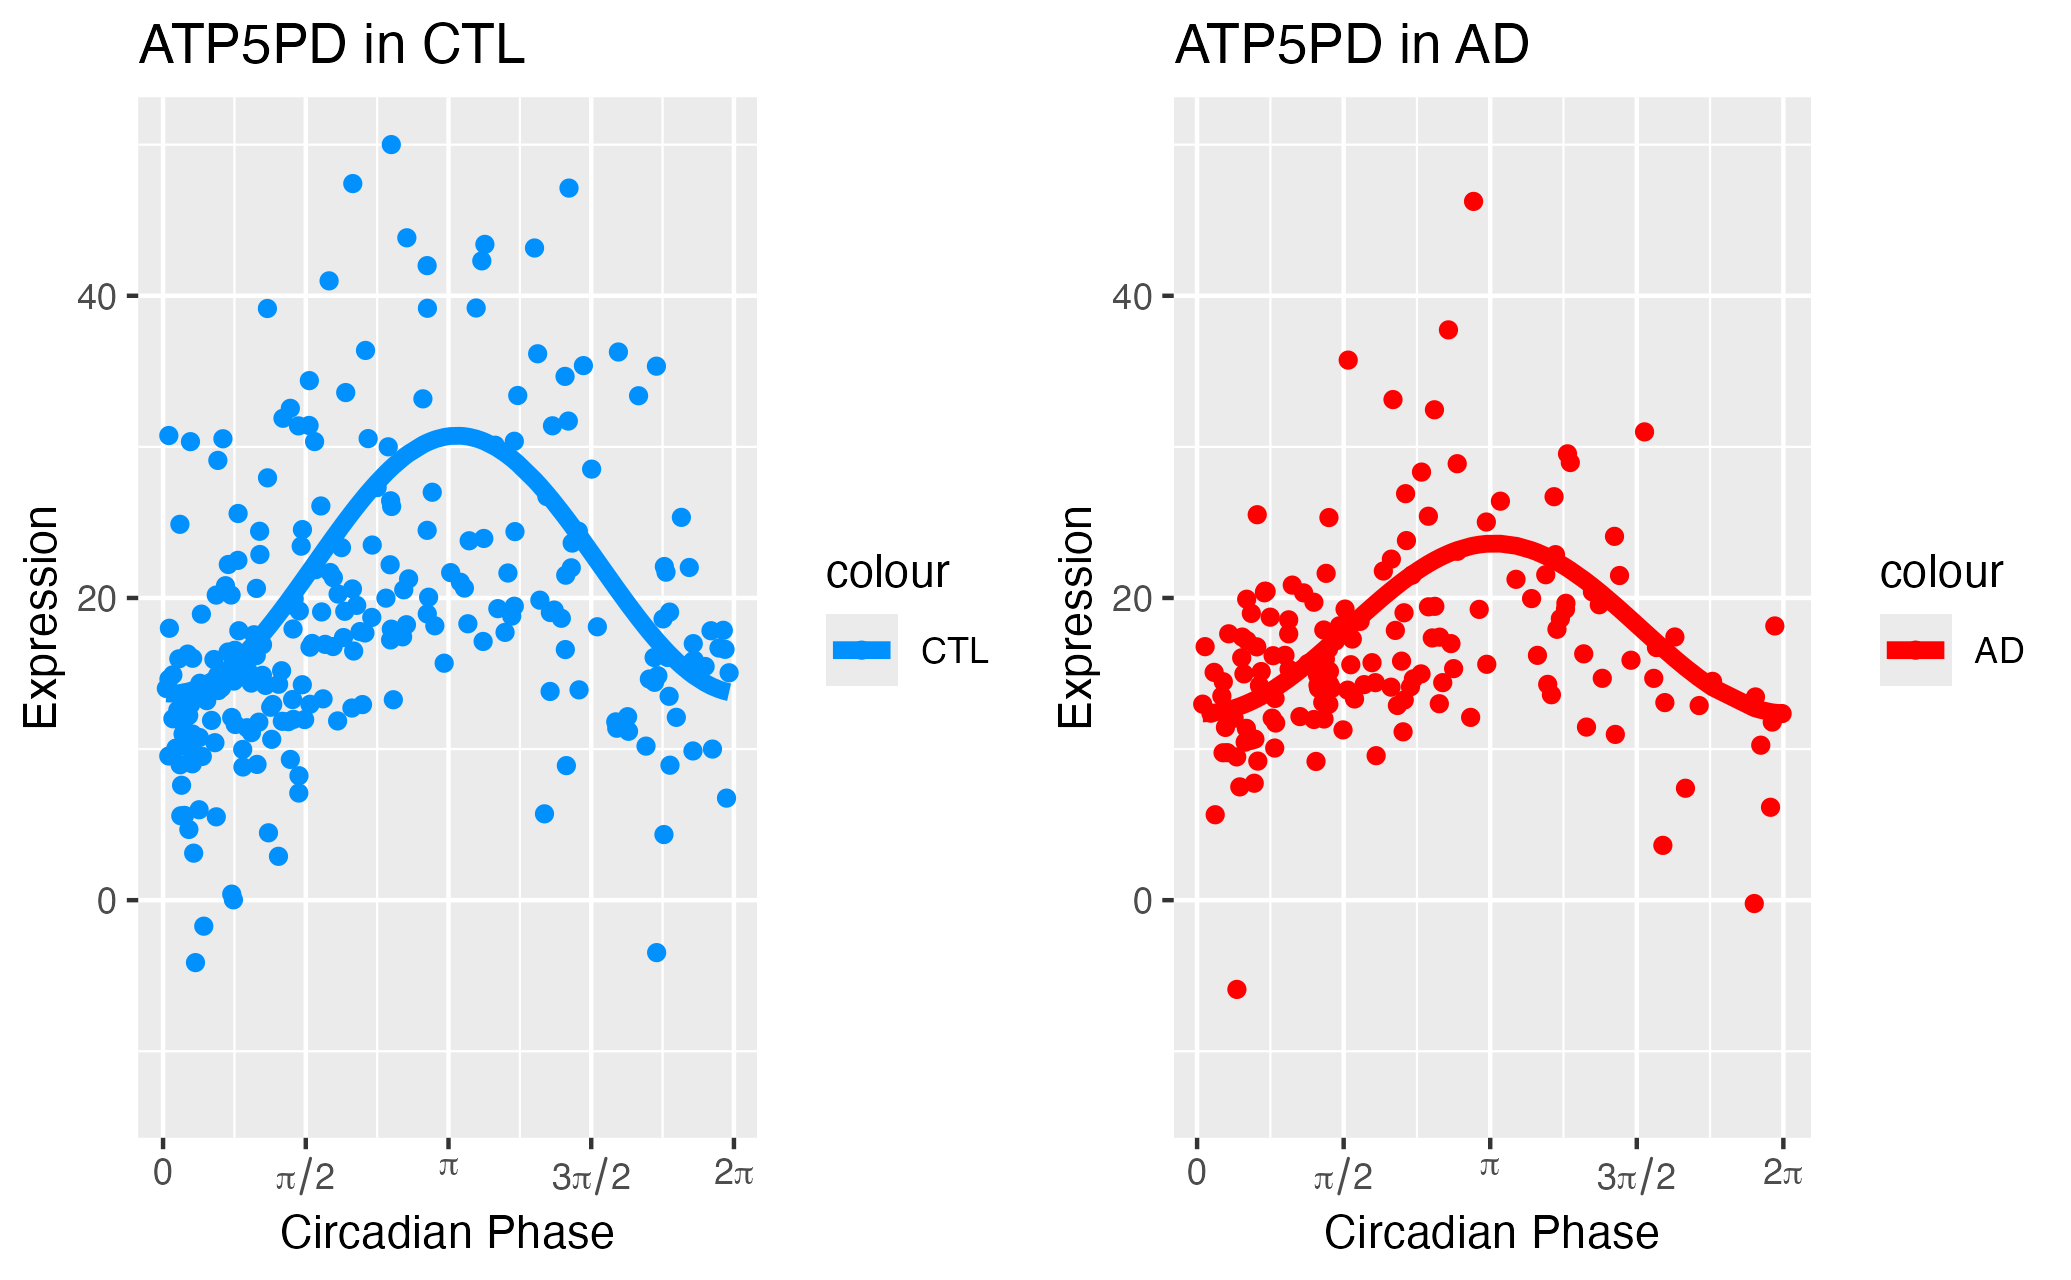 ATP5PD in CTL
Expression
40
20
0
0
π/2
π
3π/2
2π
Circadian Phase
colour
CTL
ATP5PD in AD
Expression
40
20
0
0
π/2
π
3π/2
2π
Circadian Phase
colour
AD